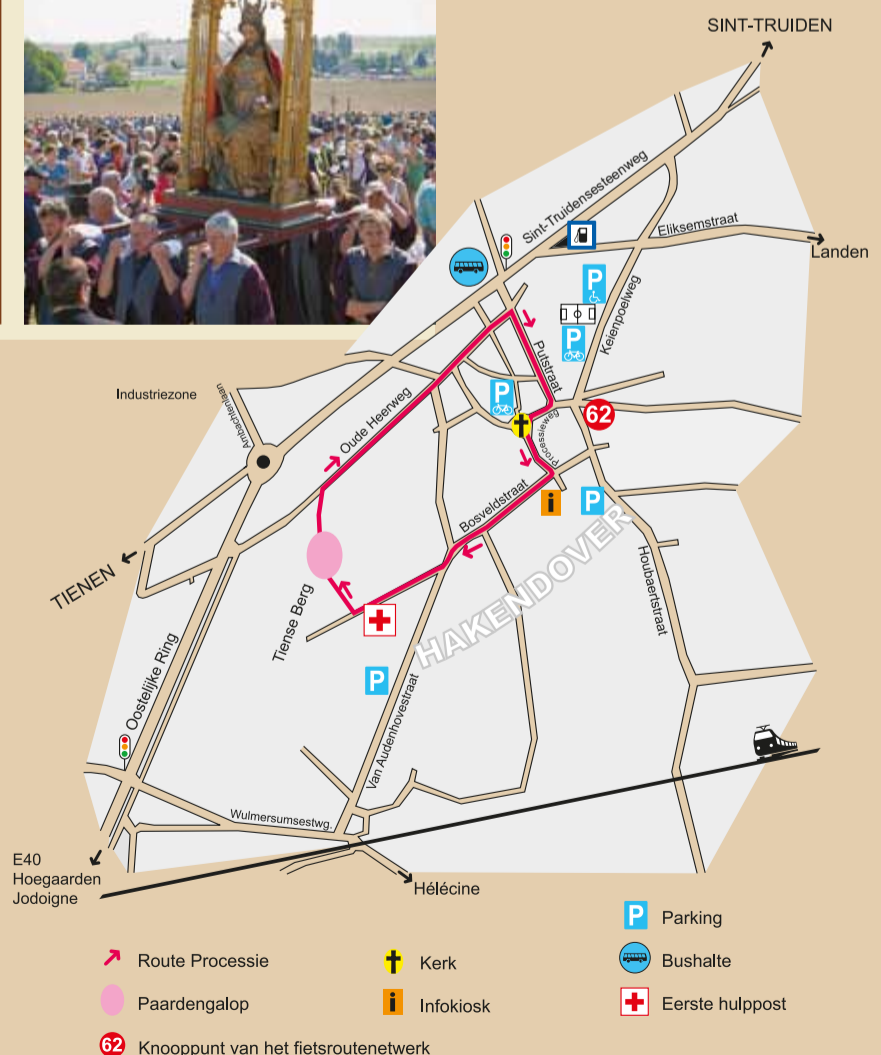 SINT-TRUIDEN
Sint-Truidensesteenweg
Eliksemstraat
Landen
P
Keienpoelweg
P
Putstraat
Industriezone
Ambachtenlaan
Oude Heerweg
P
62
Processieweg
i
P
Bosveldstraat
HAKENDOVER
TIENEN
Tiense Berg
Houbaertstraat
P
Oostelijke Ring
Van Audenhovestraat
Wulmersumsestwg.
E40
Hoegaarden
Jodoigne
Hélécine
P Parking
Route Processie
Kerk
Bushalte
Paardengalop
i Infokiosk
Eerste hulppost
62 Knooppunt van het fietsroutenetwerk